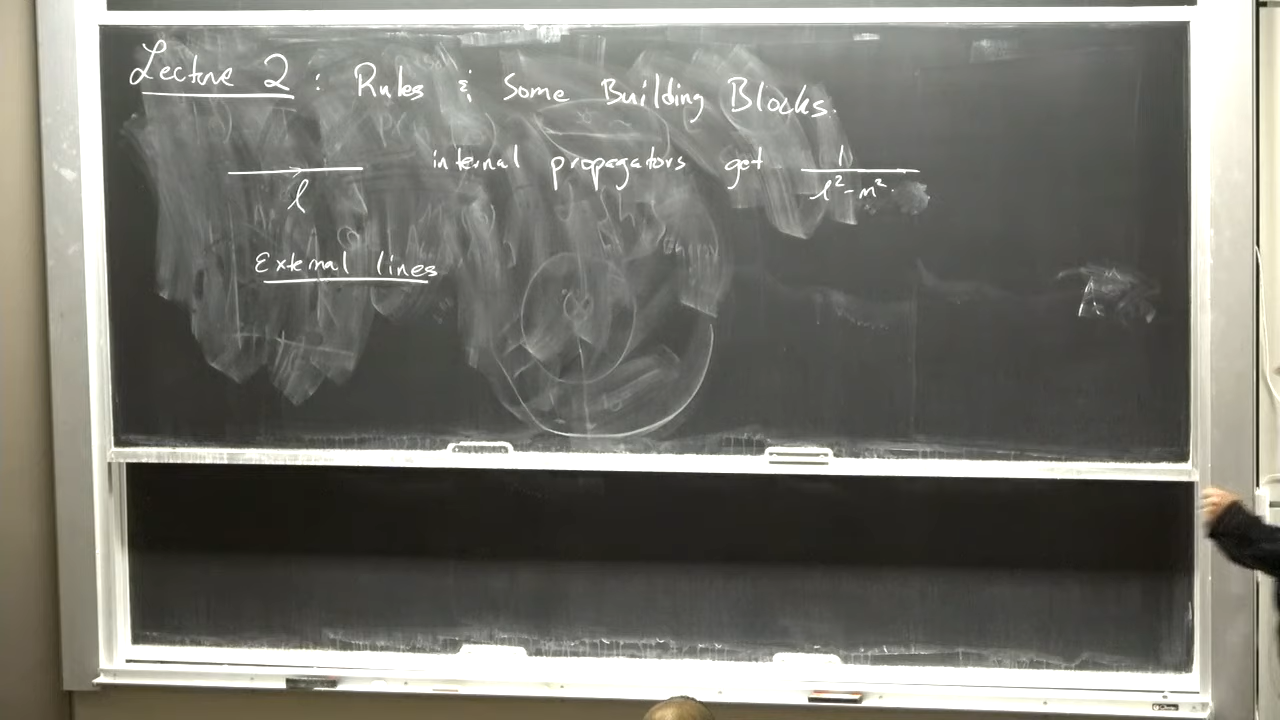 Lecture 2 : Rules & Some Building Blocks.
internal propagators get 1/(ℓ²-m²)
ℓ
External lines